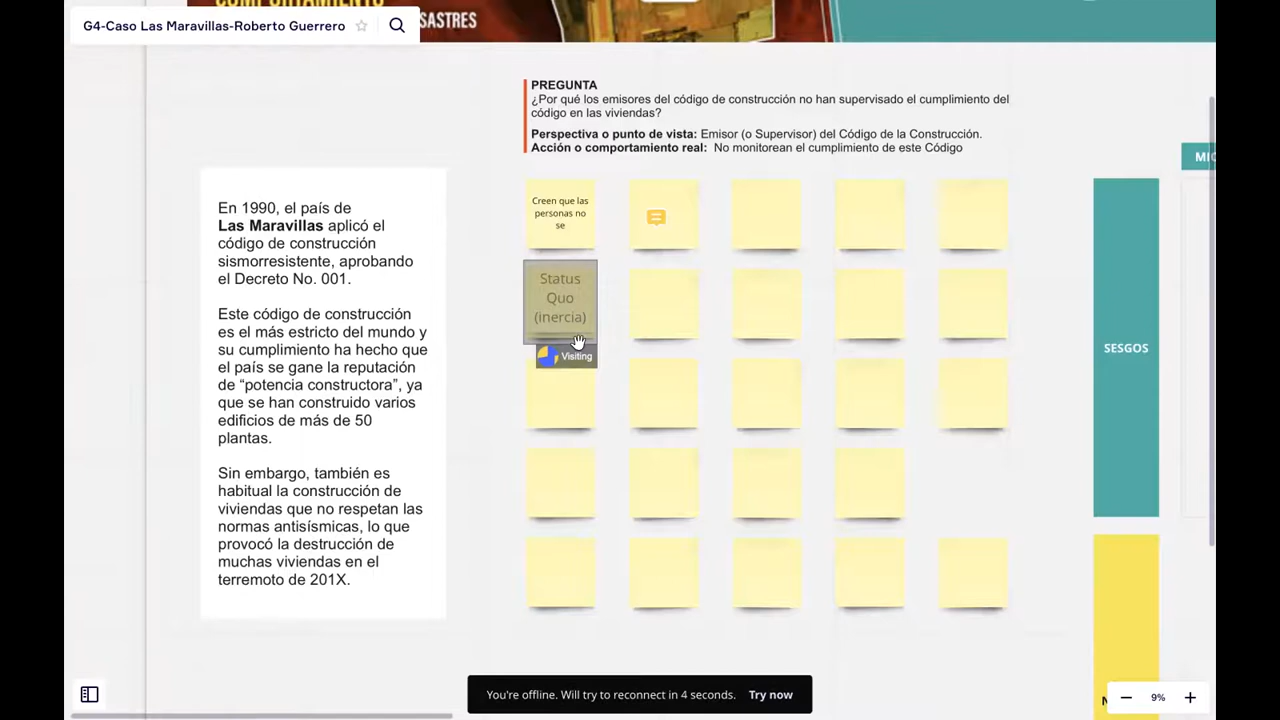 COMPORTAMIENTO
SASTRES
G4-Caso Las Maravillas-Roberto Guerrero
PREGUNTA
¿Por qué los emisores del código de construcción no han supervisado el cumplimiento del
código en las viviendas?
Perspectiva o punto de vista: Emisor (o Supervisor) del Código de la Construcción.
Acción o comportamiento real: No monitorean el cumplimiento de este Código
MIC
En 1990, el país de
Las Maravillas aplicó el
código de construcción
sismorresistente, aprobando
el Decreto No. 001.
Este código de construcción
es el más estricto del mundo y
su cumplimiento ha hecho que
el país se gane la reputación
de “potencia constructora”, ya
que se han construido varios
edificios de más de 50
plantas.
Sin embargo, también es
habitual la construcción de
viviendas que no respetan las
normas antisísmicas, lo que
provocó la destrucción de
muchas viviendas en el
terremoto de 201X.
Creen que las
personas no
se
Status
Quo
(inercia)
Visiting
SESGOS
You're offline. Will try to reconnect in 4 seconds. Try now
9%